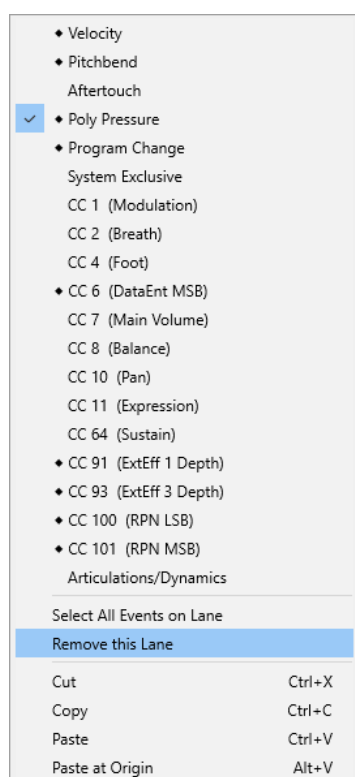 ◆ Velocity
◆ Pitchbend
Aftertouch
✓ ◆ Poly Pressure
◆ Program Change
System Exclusive
CC 1 (Modulation)
CC 2 (Breath)
CC 4 (Foot)
◆ CC 6 (DataEnt MSB)
CC 7 (Main Volume)
CC 8 (Balance)
CC 10 (Pan)
CC 11 (Expression)
CC 64 (Sustain)
◆ CC 91 (ExtEff 1 Depth)
◆ CC 93 (ExtEff 3 Depth)
◆ CC 100 (RPN LSB)
◆ CC 101 (RPN MSB)
Articulations/Dynamics
Select All Events on Lane
Remove this Lane
Cut Ctrl+X
Copy Ctrl+C
Paste Ctrl+V
Paste at Origin Alt+V